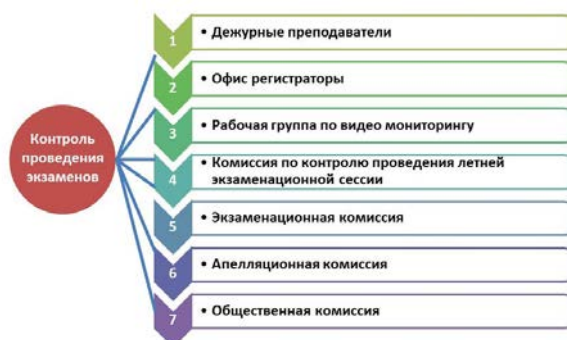 Контроль
проведения
экзаменов
1
• Дежурные преподаватели
2
• Офис регистраторы
3
• Рабочая группа по видео мониторингу
4
• Комиссия по контролю проведения летней
экзаменационной сессии
5
• Экзаменационная комиссия
6
• Апелляционная комиссия
7
• Общественная комиссия